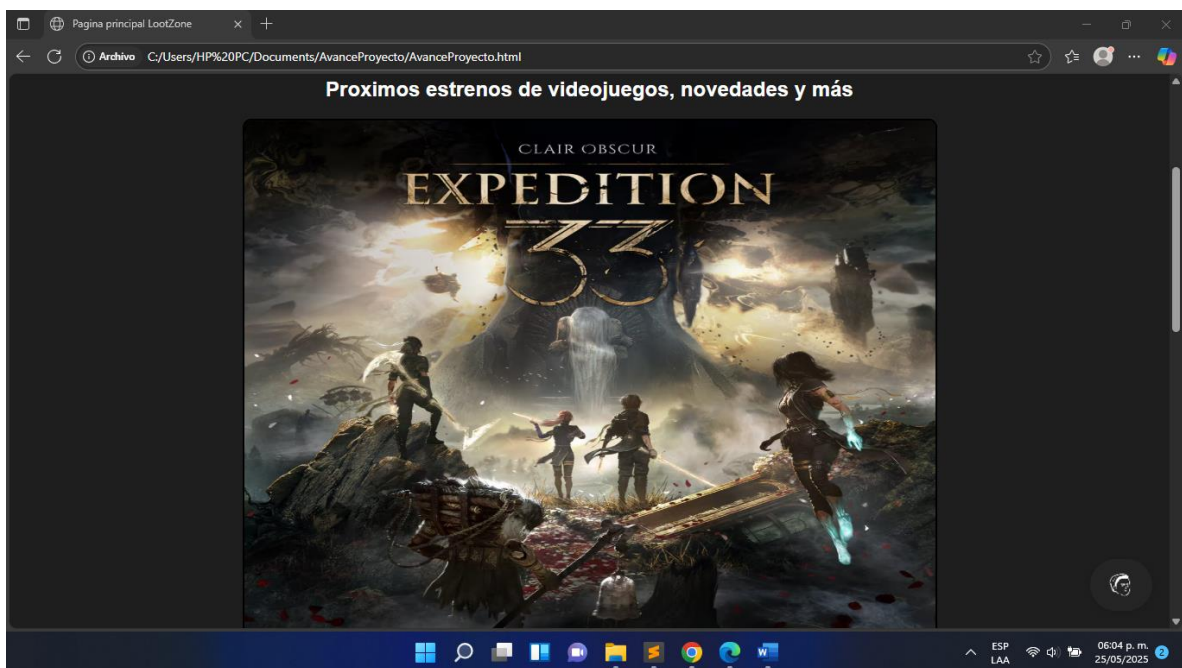 Pagina principal LootZone
Archivo C:/Users/HP%20PC/Documents/AvanceProyecto/AvanceProyecto.html
Proximos estrenos de videojuegos, novedades y más
CLAIR OBSCUR
EXPEDITION
33
ESP
LAA
06:04 p. m.
25/05/2025
2